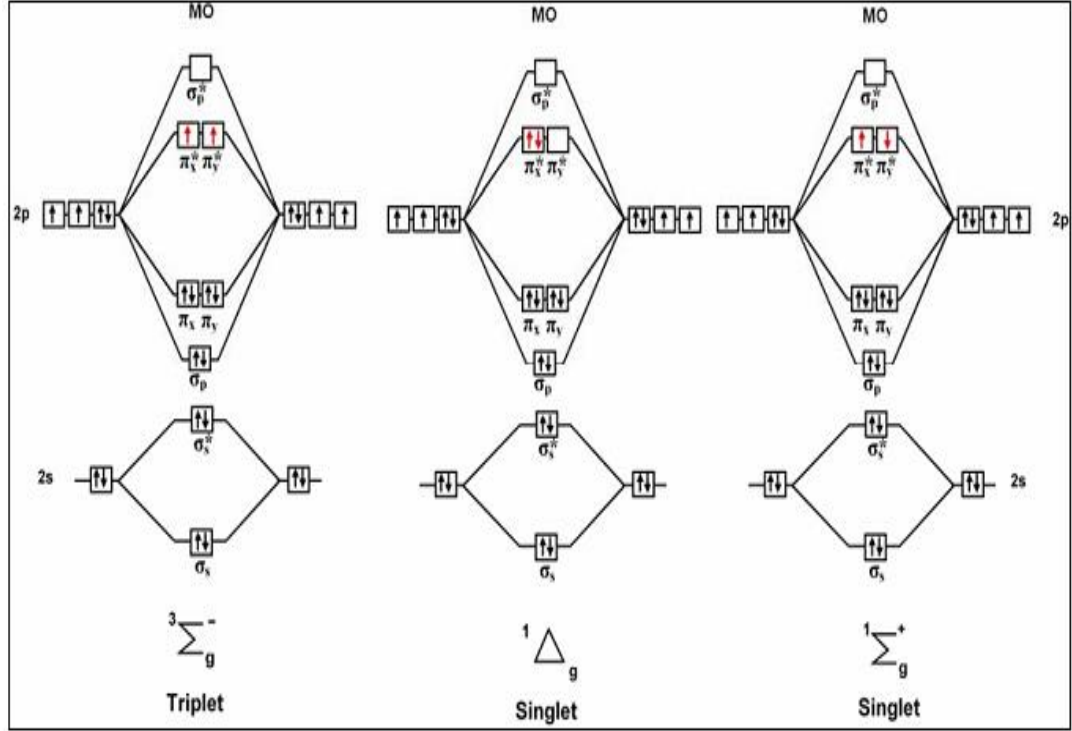 MO MO MO
σp* σp* σp*
πx* πy* πx* πy* πx* πy*
2p 2p
πx πy πx πy πx πy
σp σp σp
σs* σs* σs*
2s 2s
σs σs σs
³Σg⁻ ¹Δg ¹Σg⁺
Triplet Singlet Singlet